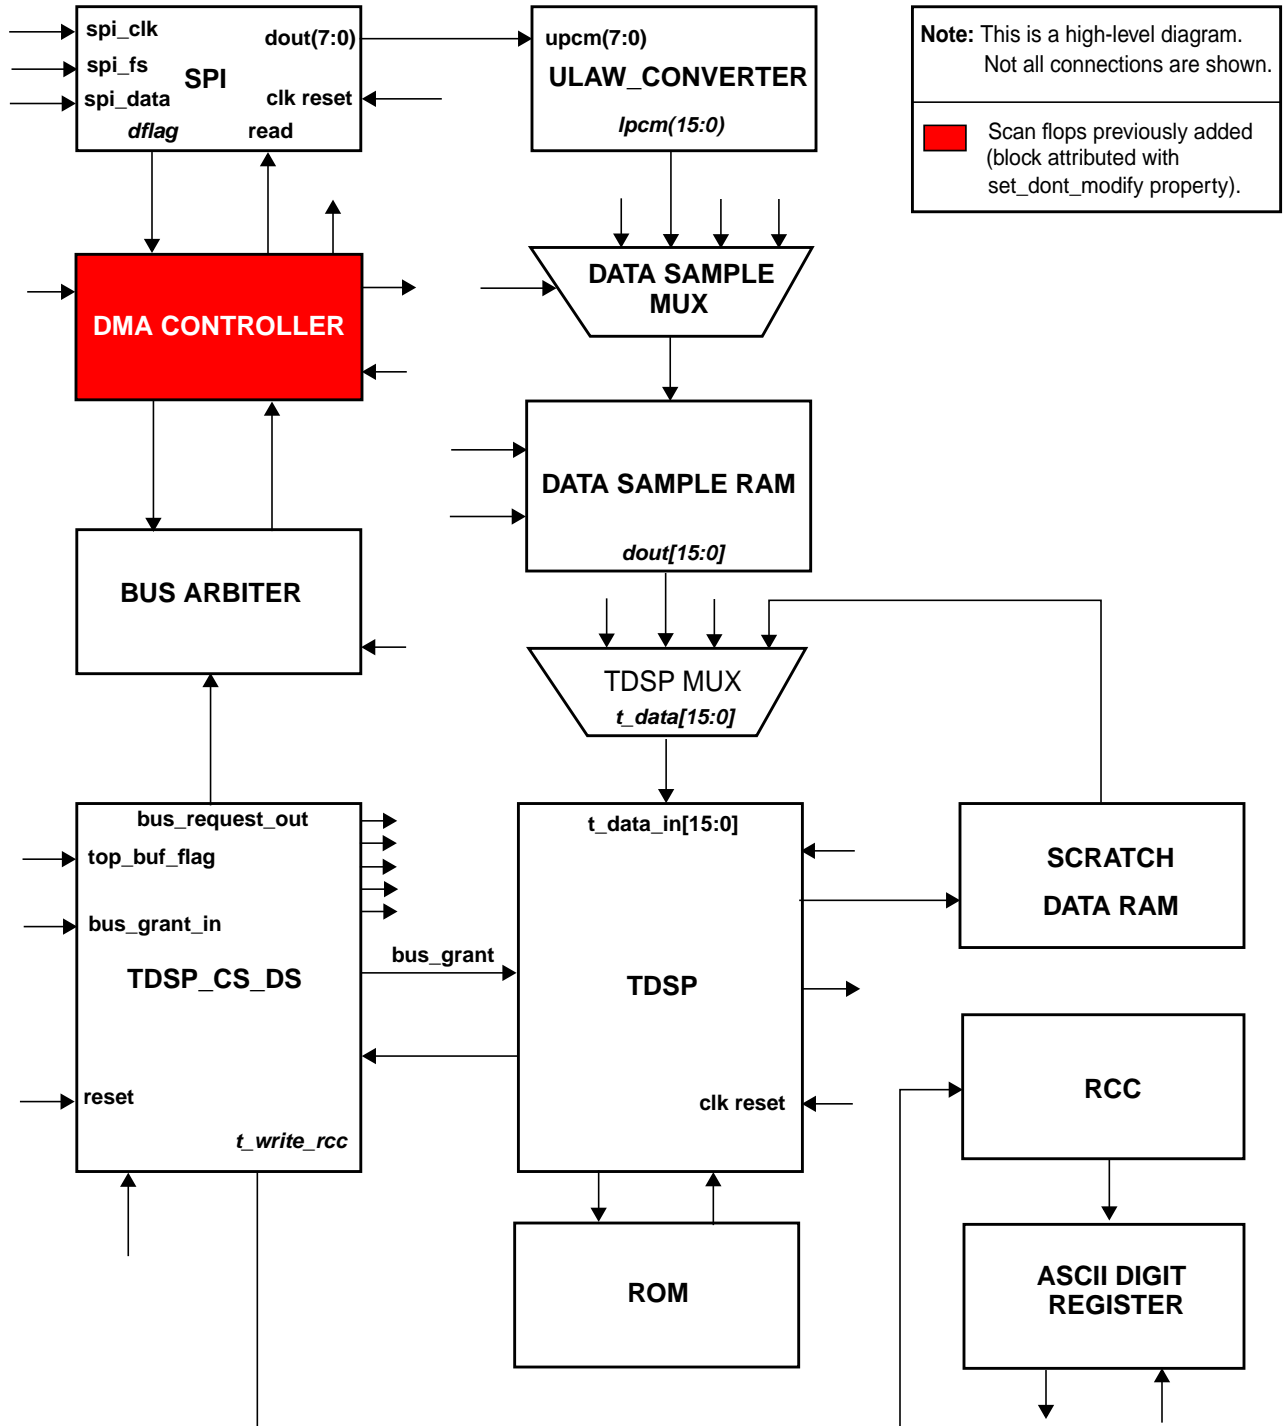 spi_clk
dout(7:0)
spi_fs
SPI
spi_data
clk reset
dflag
read
upcm(7:0)
ULAW_CONVERTER
lpcm(15:0)
Note: This is a high-level diagram.
Not all connections are shown.
Scan flops previously added
(block attributed with
set_dont_modify property).
DMA CONTROLLER
DATA SAMPLE
MUX
DATA SAMPLE RAM
dout[15:0]
BUS ARBITER
TDSP MUX
t_data[15:0]
bus_request_out
top_buf_flag
bus_grant_in
TDSP_CS_DS
reset
t_write_rcc
bus_grant
t_data_in[15:0]
TDSP
clk reset
SCRATCH
DATA RAM
RCC
ROM
ASCII DIGIT
REGISTER